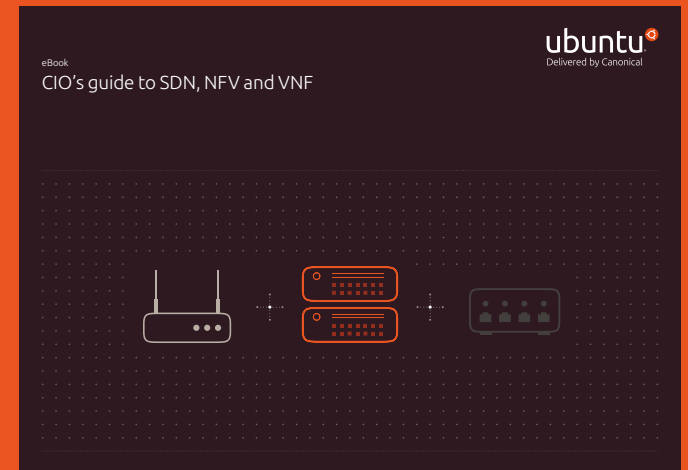 eBook
CIO's guide to SDN, NFV and VNF
ubuntu
Delivered by Canonical